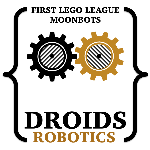 FIRST LEGO LEAGUE
MOONBOTS
DROIDS
ROBOTICS